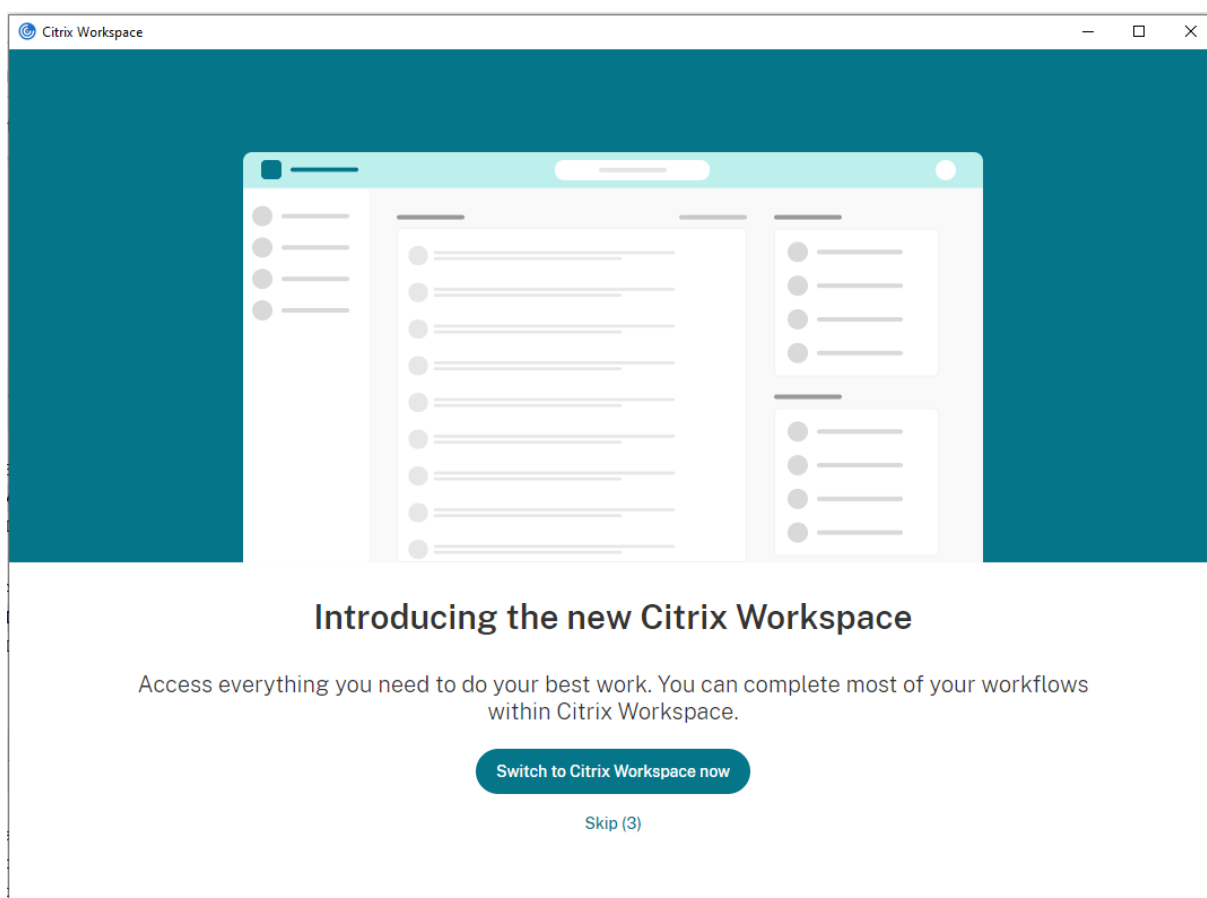 Citrix Workspace
Introducing the new Citrix Workspace
Access everything you need to do your best work. You can complete most of your workflows
within Citrix Workspace.
Switch to Citrix Workspace now
Skip (3)